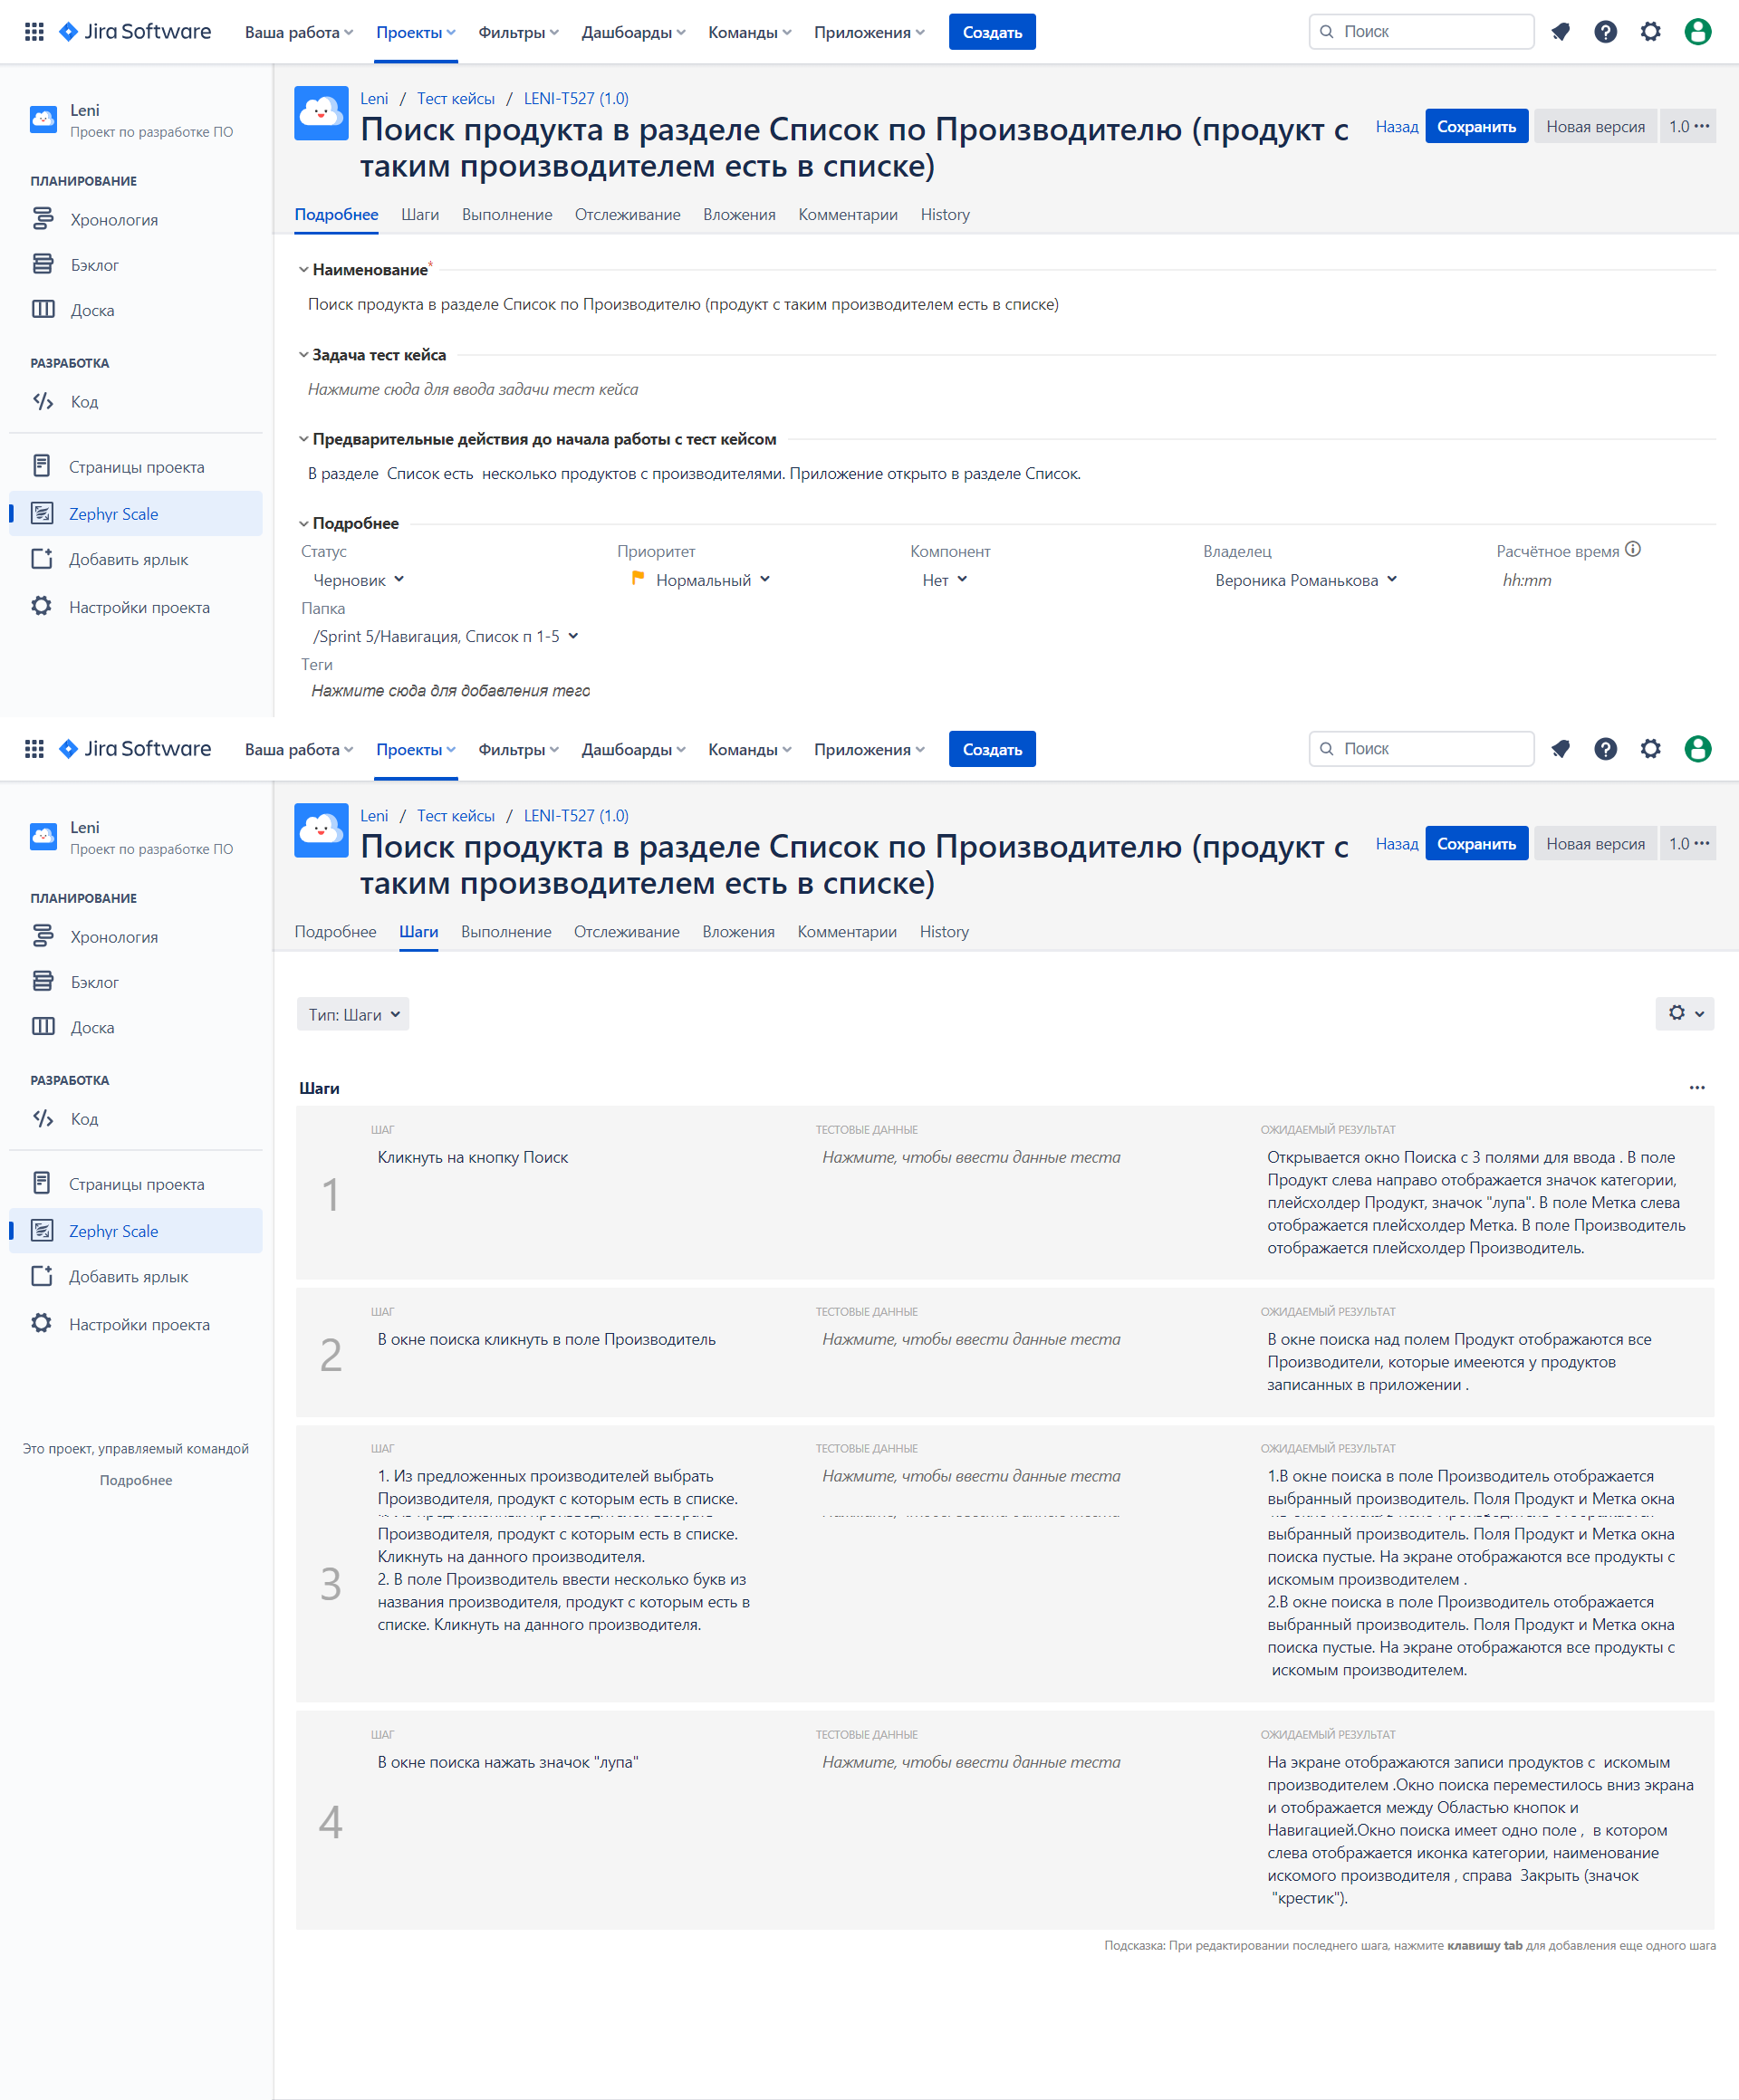 Jira Software Ваша работа Проекты Фильтры Дашбоарды Команды Приложения Создать Поиск
Leni
Проект по разработке ПО
ПЛАНИРОВАНИЕ
Хронология
Бэклог
Доска
РАЗРАБОТКА
Код
Страницы проекта
Zephyr Scale
Добавить ярлык
Настройки проекта
Leni / Тест кейсы / LENI-T527 (1.0)
Поиск продукта в разделе Список по Производителю (продукт с
таким производителем есть в списке)
Назад Сохранить Новая версия 1.0 ···
Подробнее Шаги Выполнение Отслеживание Вложения Комментарии History
Наименование*
Поиск продукта в разделе Список по Производителю (продукт с таким производителем есть в списке)
Задача тест кейса
Нажмите сюда для ввода задачи тест кейса
Предварительные действия до начала работы с тест кейсом
В разделе  Список есть  несколько продуктов с производителями. Приложение открыто в разделе Список.
Подробнее
Статус Приоритет Компонент Владелец Расчётное время
Черновик Нормальный Нет Вероника Романькова hh:mm
Папка
/Sprint 5/Навигация, Список п 1-5
Теги
Нажмите сюда для добавления тего
Jira Software Ваша работа Проекты Фильтры Дашбоарды Команды Приложения Создать Поиск
Leni
Проект по разработке ПО
ПЛАНИРОВАНИЕ
Хронология
Бэклог
Доска
РАЗРАБОТКА
Код
Страницы проекта
Zephyr Scale
Добавить ярлык
Настройки проекта
Это проект, управляемый командой
Подробнее
Leni / Тест кейсы / LENI-T527 (1.0)
Поиск продукта в разделе Список по Производителю (продукт с
таким производителем есть в списке)
Назад Сохранить Новая версия 1.0 ···
Подробнее Шаги Выполнение Отслеживание Вложения Комментарии History
Тип: Шаги
Шаги
1
ШАГ
Кликнуть на кнопку Поиск
ТЕСТОВЫЕ ДАННЫЕ
Нажмите, чтобы ввести данные теста
ОЖИДАЕМЫЙ РЕЗУЛЬТАТ
Открывается окно Поиска с 3 полями для ввода . В поле
Продукт слева направо отображается значок категории,
плейсхолдер Продукт, значок "лупа". В поле Метка слева
отображается плейсхолдер Метка. В поле Производитель
отображается плейсхолдер Производитель.
2
ШАГ
В окне поиска кликнуть в поле Производитель
ТЕСТОВЫЕ ДАННЫЕ
Нажмите, чтобы ввести данные теста
ОЖИДАЕМЫЙ РЕЗУЛЬТАТ
В окне поиска над полем Продукт отображаются все
Производители, которые имееются у продуктов
записанных в приложении .
3
ШАГ
1. Из предложенных производителей выбрать
Производителя, продукт с которым есть в списке.
Производителя, продукт с которым есть в списке.
Кликнуть на данного производителя.
2. В поле Производитель ввести несколько букв из
названия производителя, продукт с которым есть в
списке. Кликнуть на данного производителя.
ТЕСТОВЫЕ ДАННЫЕ
Нажмите, чтобы ввести данные теста
ОЖИДАЕМЫЙ РЕЗУЛЬТАТ
1.В окне поиска в поле Производитель отображается
выбранный производитель. Поля Продукт и Метка окна
выбранный производитель. Поля Продукт и Метка окна
поиска пустые. На экране отображаются все продукты с
искомым производителем .
2.В окне поиска в поле Производитель отображается
выбранный производитель. Поля Продукт и Метка окна
поиска пустые. На экране отображаются все продукты с
искомым производителем.
4
ШАГ
В окне поиска нажать значок "лупа"
ТЕСТОВЫЕ ДАННЫЕ
Нажмите, чтобы ввести данные теста
ОЖИДАЕМЫЙ РЕЗУЛЬТАТ
На экране отображаются записи продуктов с  искомым
производителем .Окно поиска переместилось вниз экрана
и отображается между Областью кнопок и
Навигацией.Окно поиска имеет одно поле ,  в котором
слева отображается иконка категории, наименование
искомого производителя , справа  Закрыть (значок
"крестик").
Подсказка: При редактировании последнего шага, нажмите клавишу tab для добавления еще одного шага